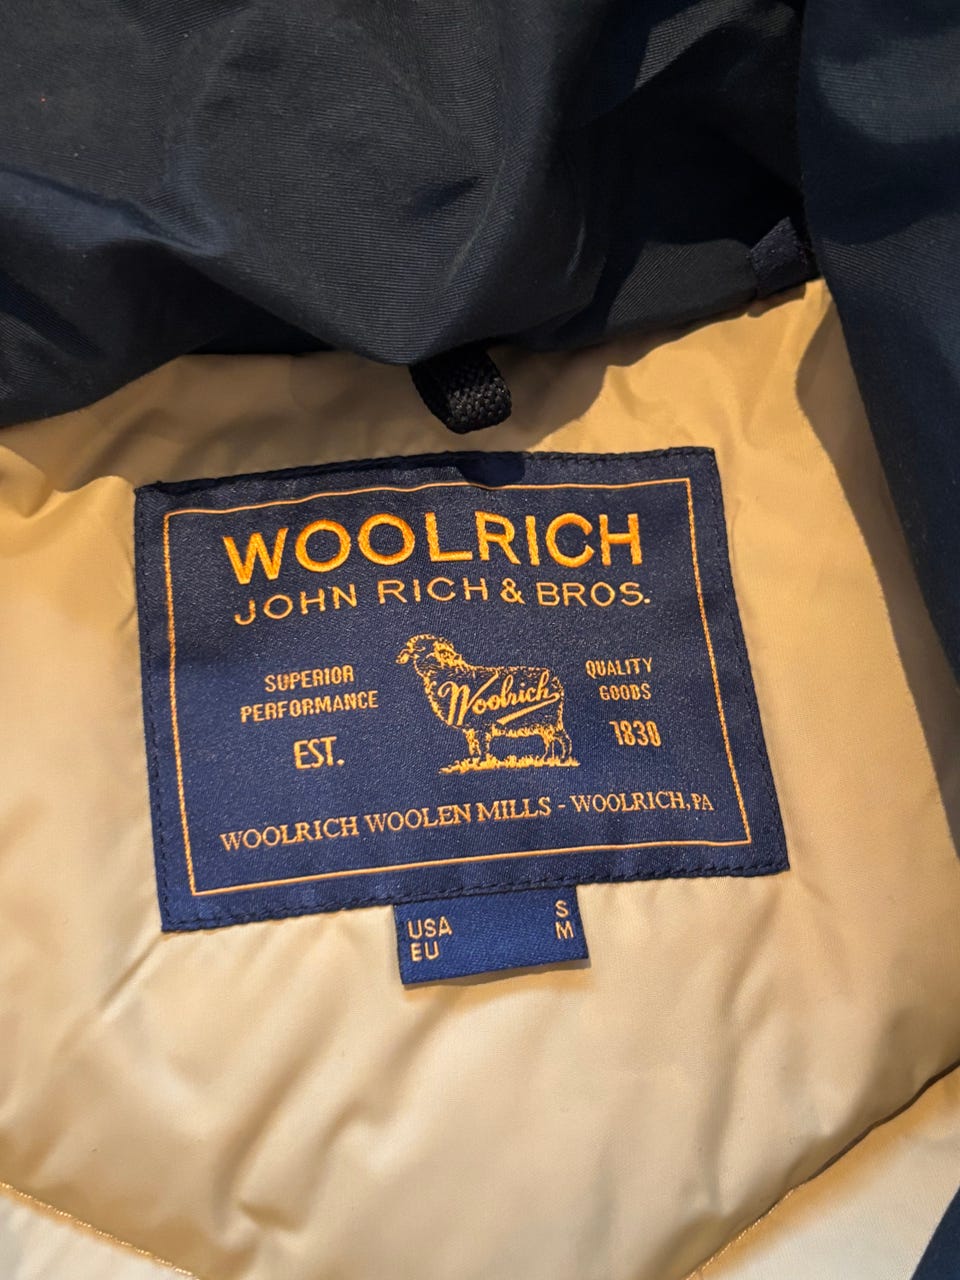 WOOLRICH
JOHN RICH & BROS.
SUPERIOR
PERFORMANCE
EST.
Woolrich
QUALITY
GOODS
1830
WOOLRICH WOOLEN MILLS - WOOLRICH, PA
USA S
EU M